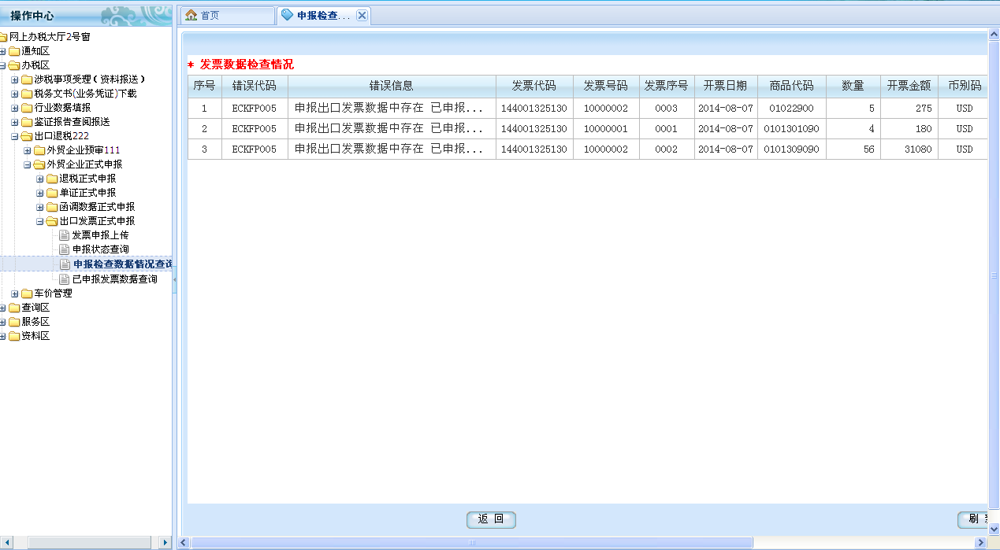 操作中心
网上办税大厅2号窗
通知区
办税区
涉税事项受理(资料报送)
税务文书(业务凭证)下载
行业数据填报
鉴证报告查阅报送
出口退税222
外贸企业预审111
外贸企业正式申报
退税正式申报
单证正式申报
函调数据正式申报
出口发票正式申报
发票申报上传
申报状态查询
申报检查数据情况查询
已申报发票数据查询
车价管理
查询区
服务区
资料区
首页 申报检查...
* 发票数据检查情况
序号 错误代码 错误信息 发票代码 发票号码 发票序号 开票日期 商品代码 数量 开票金额 币别码
1 ECKFP005 申报出口发票数据中存在 已申报... 144001325130 10000002 0003 2014-08-07 01022900 5 275 USD
2 ECKFP005 申报出口发票数据中存在 已申报... 144001325130 10000001 0001 2014-08-07 0101301090 4 180 USD
3 ECKFP005 申报出口发票数据中存在 已申报... 144001325130 10000002 0002 2014-08-07 0101309090 56 31080 USD
返 回 刷